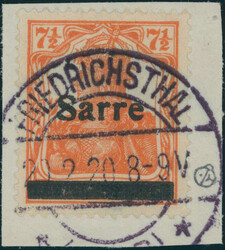 7½ 7½
FRIEDRICHSTHAL
Sarre
20.2.20.8-9V